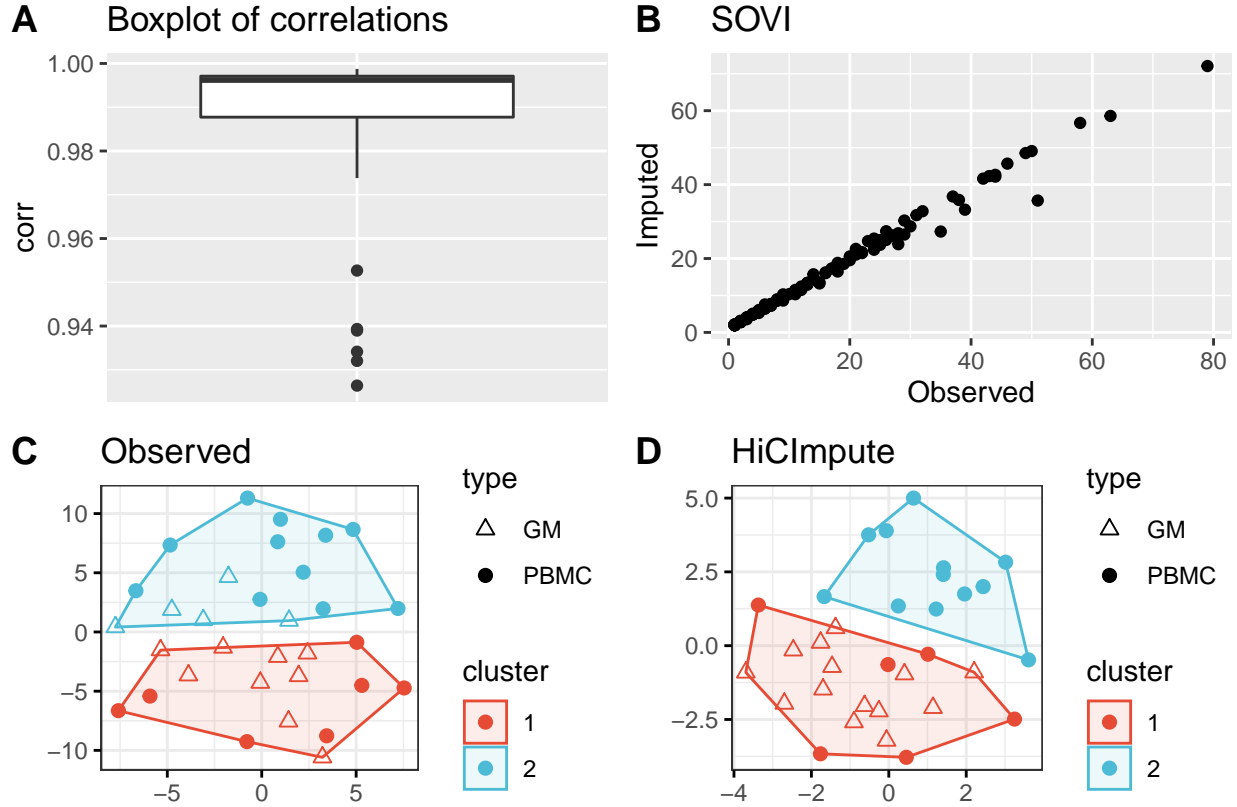 A Boxplot of correlations
1.00
0.98
0.96
0.94
corr
B SOVI
60
40
20
0
Imputed
0 20 40 60 80
Observed
C Observed
10
5
0
−5
−10
−5 0 5
type
GM
PBMC
cluster
1
2
D HiCImpute
5.0
2.5
0.0
−2.5
−4 −2 0 2
type
GM
PBMC
cluster
1
2